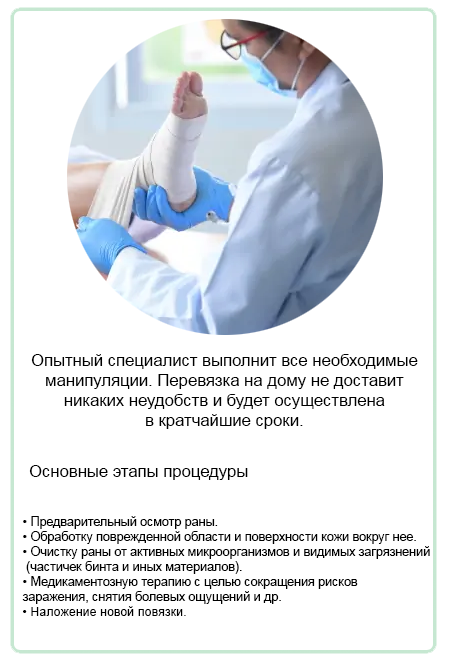 Опытный специалист выполнит все необходимые
манипуляции. Перевязка на дому не доставит
никаких неудобств и будет осуществлена
в кратчайшие сроки.
Основные этапы процедуры
• Предварительный осмотр раны.
• Обработку поврежденной области и поверхности кожи вокруг нее.
• Очистку раны от активных микроорганизмов и видимых загрязнений
(частичек бинта и иных материалов).
• Медикаментозную терапию с целью сокращения рисков
заражения, снятия болевых ощущений и др.
• Наложение новой повязки.